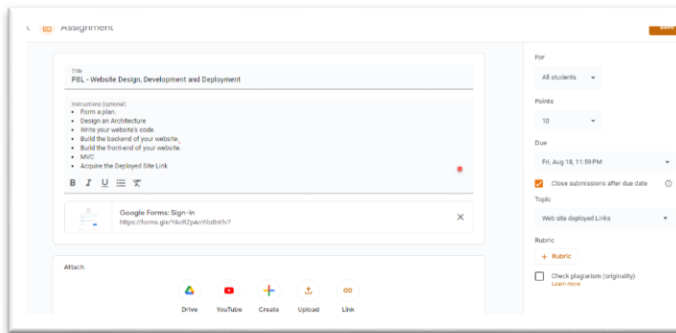 Assignment
Save
Title
PBL - Website Design, Development and Deployment
Instructions (optional)
Form a plan.
Design an Architecture
Write your website's code.
Build the backend of your website.
Build the front-end of your website.
MVC
Acquire the Deployed Site Link
B I U
Google Forms: Sign-in
Attach
Drive YouTube Create Upload Link
For
All students
Points
10
Due
Fri, Aug 18, 11:59 PM
Close submissions after due date
Topic
Web site deployed Links
Rubric
+ Rubric
Check plagiarism (originality)
Learn more